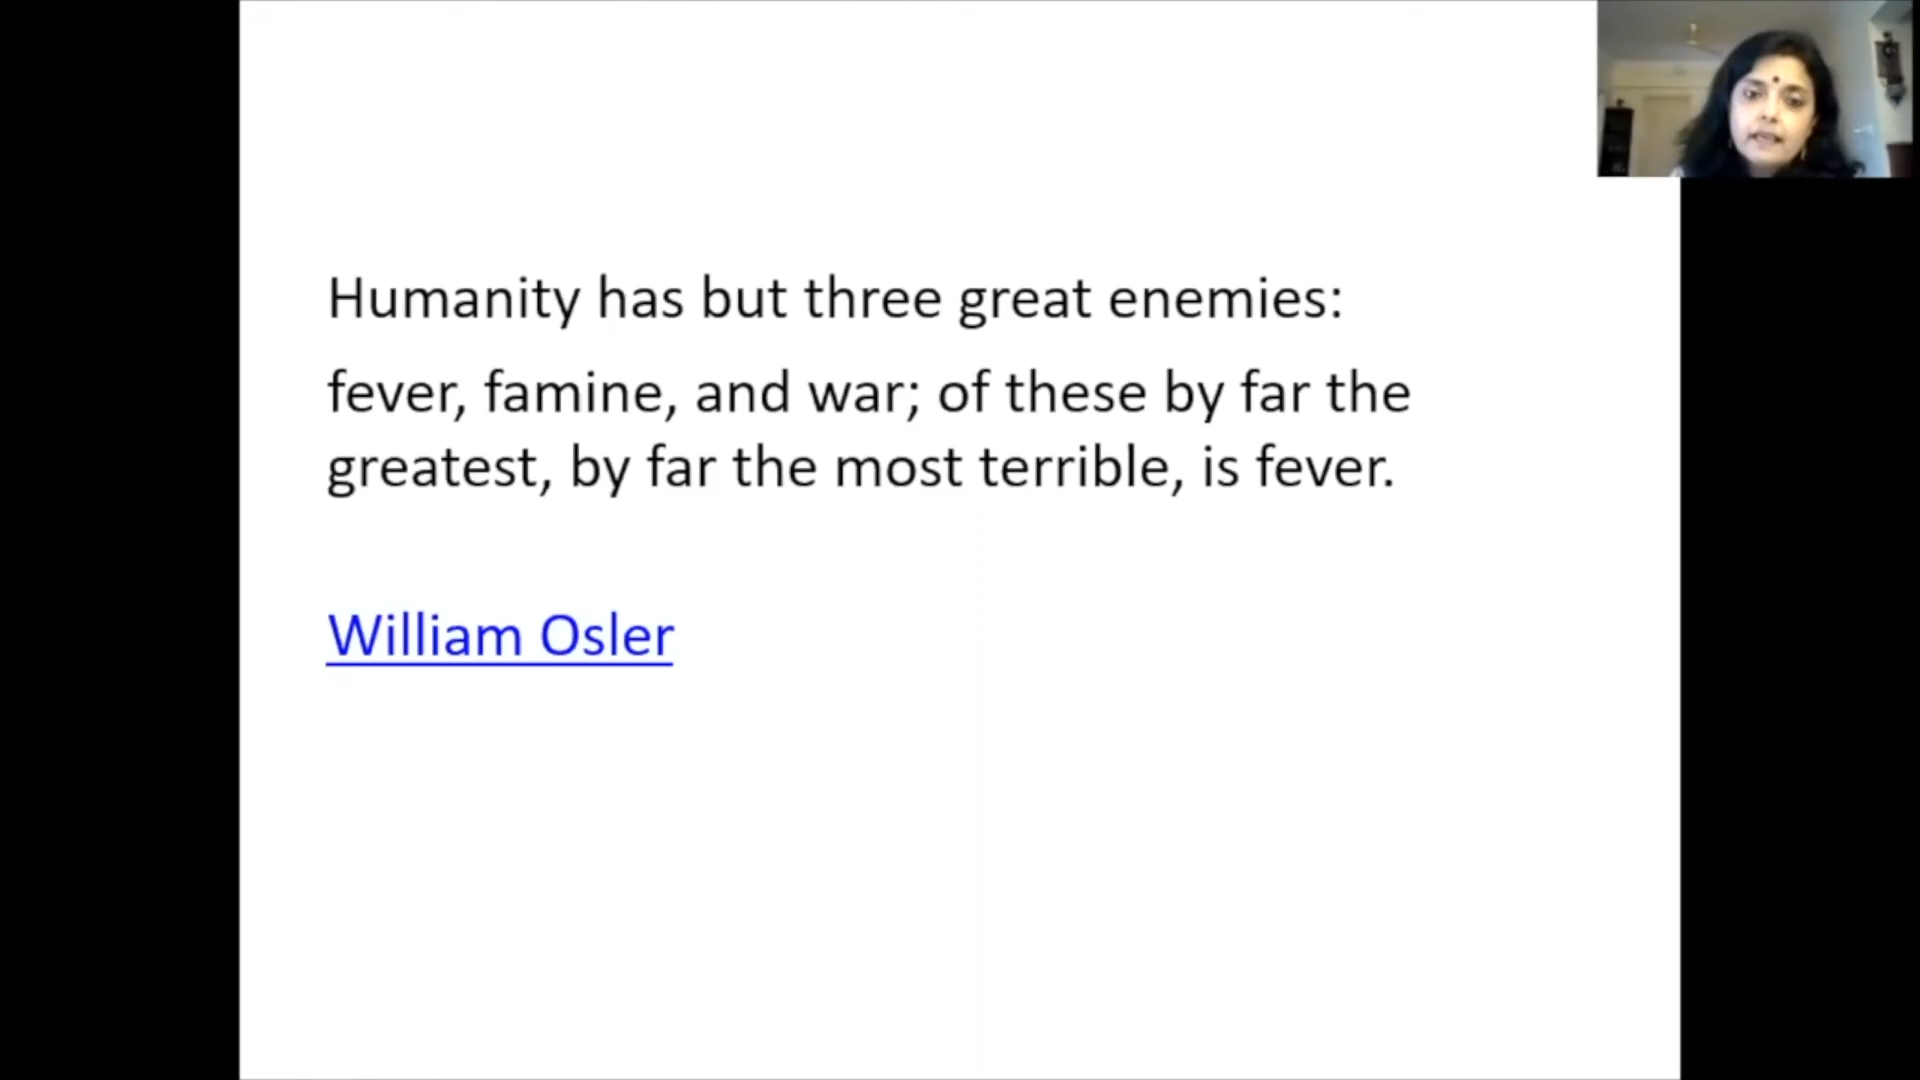 Humanity has but three great enemies:
fever, famine, and war; of these by far the
greatest, by far the most terrible, is fever.
William Osler